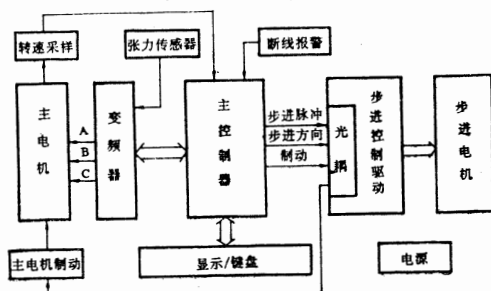 转速采样
张力传感器
断线报警
主电机
A
B
C
变频器
主控制器
步进脉冲
步进方向
制动
光耦
步进控制驱动
步进电机
主电机制动
显示/键盘
电源